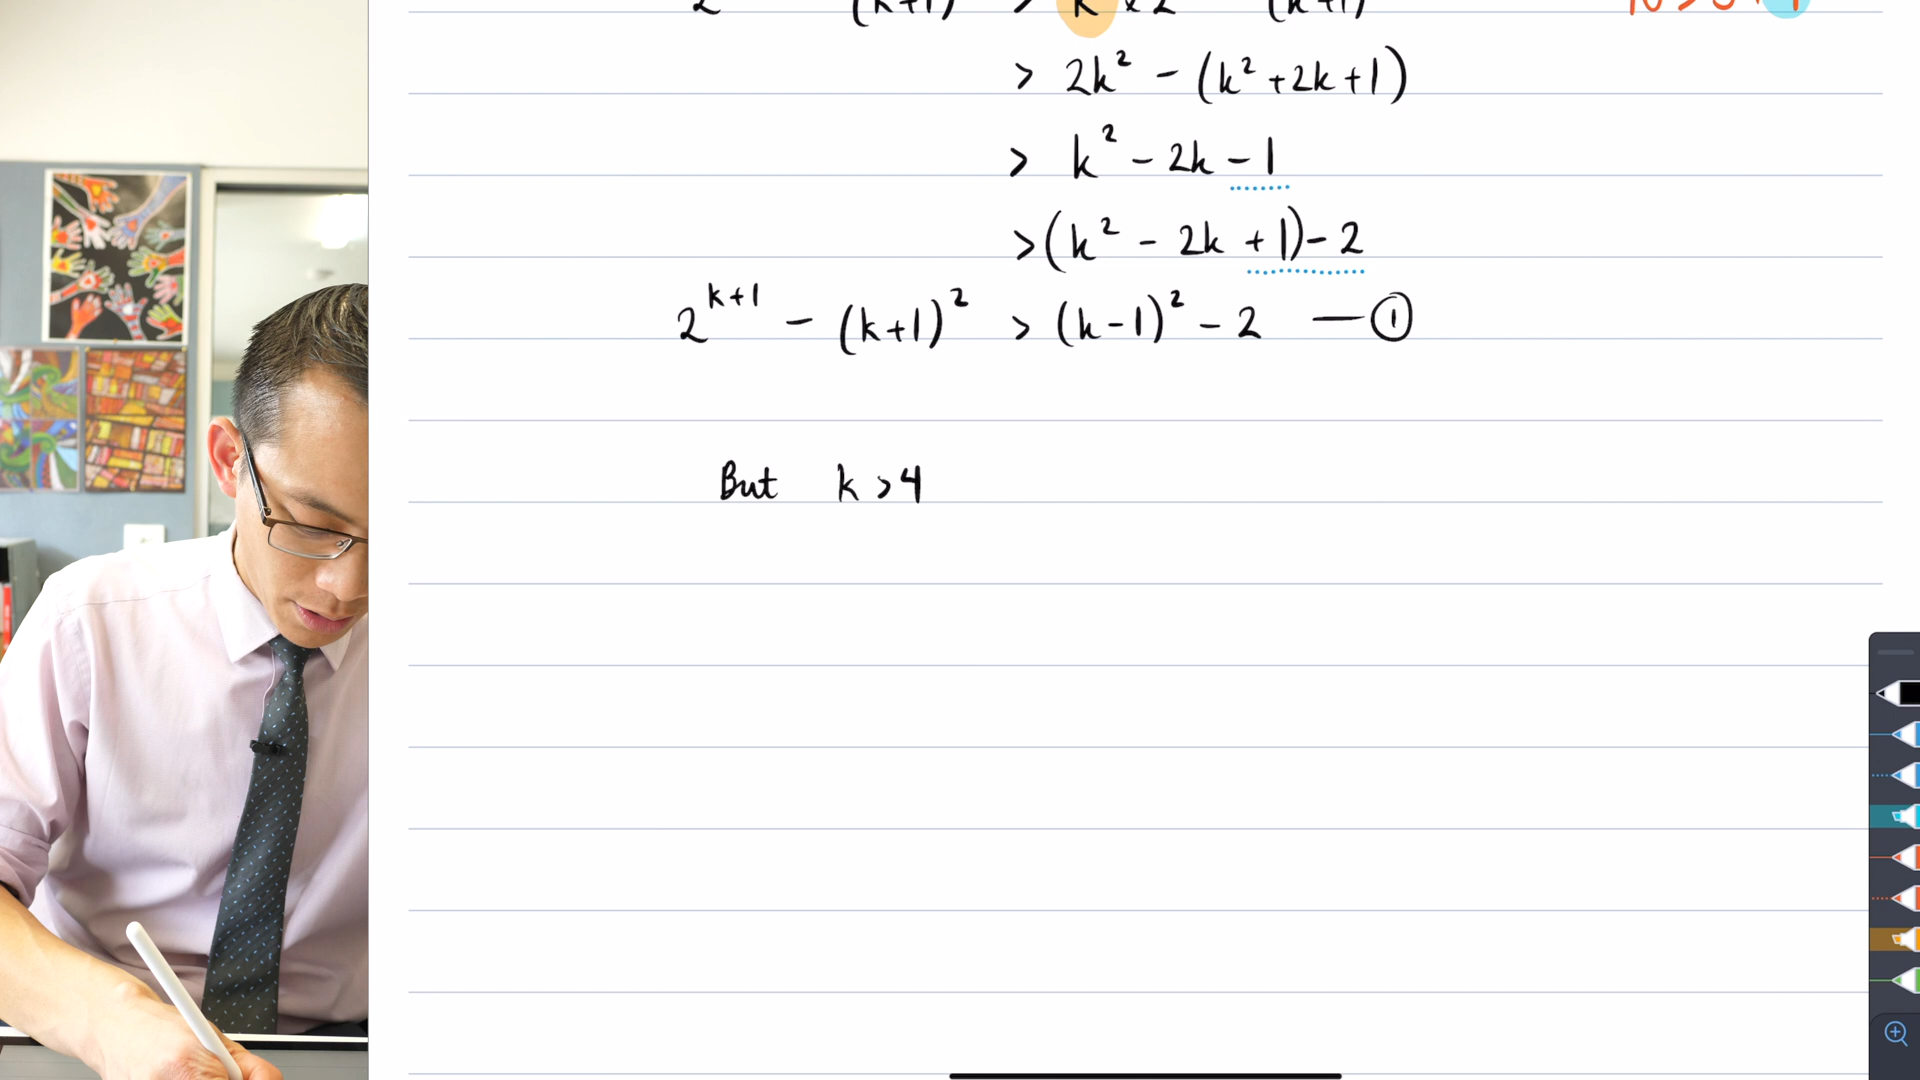 > 2k² - (k² + 2k + 1)
> k² - 2k - 1
> (k² - 2k + 1) - 2
2^{k+1} - (k+1)² > (k-1)² - 2 — ①
But k > 4